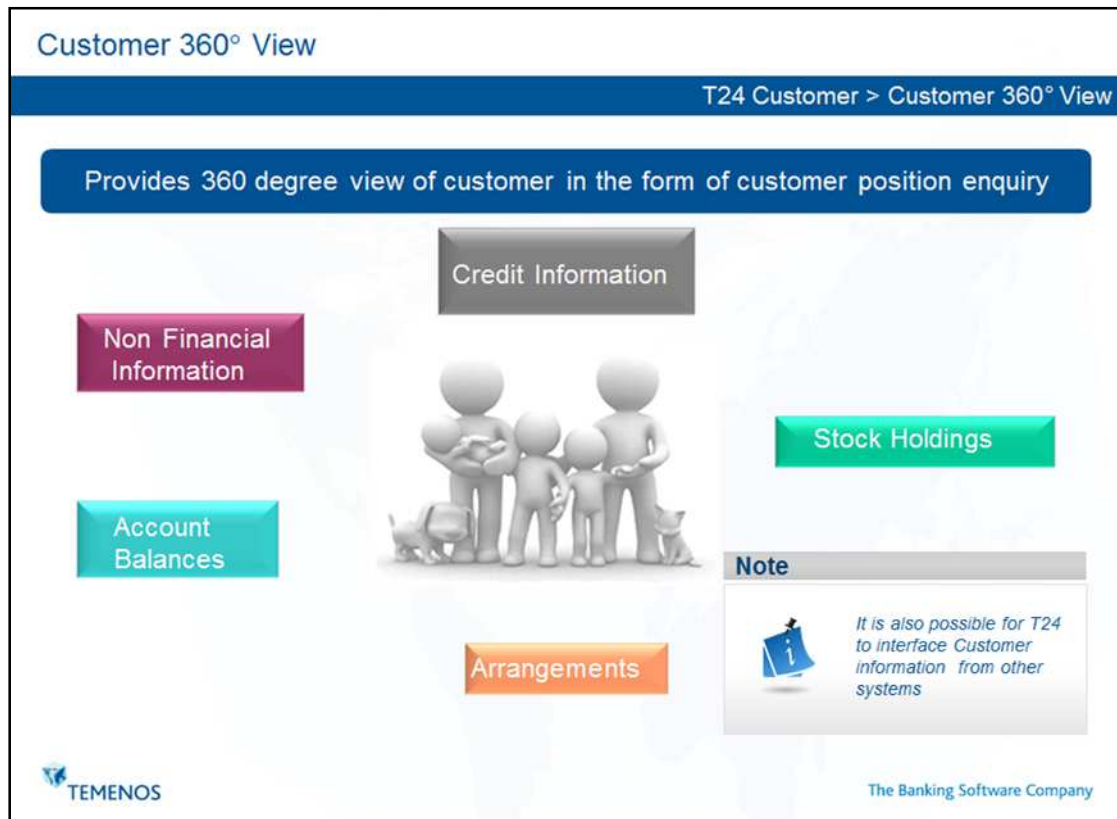 Customer 360° View
T24 Customer > Customer 360° View
Provides 360 degree view of customer in the form of customer position enquiry
Credit Information
Non Financial
Information
Stock Holdings
Account
Balances
Note
It is also possible for T24
to interface Customer
information from other
systems
Arrangements
TEMENOS
The Banking Software Company